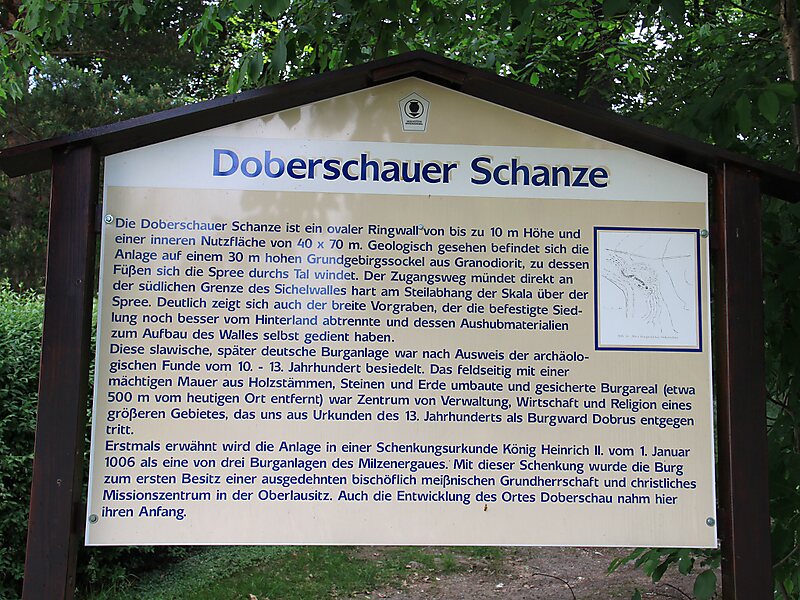 Doberschauer Schanze
Die Doberschauer Schanze ist ein ovaler Ringwall von bis zu 10 m Höhe und
einer inneren Nutzfläche von 40 x 70 m. Geologisch gesehen befindet sich die
Anlage auf einem 30 m hohen Grundgebirgssockel aus Granodiorit, zu dessen
Füßen sich die Spree durchs Tal windet. Der Zugangsweg mündet direkt an
der südlichen Grenze des Sichelwalles hart am Steilabhang der Skala über der
Spree. Deutlich zeigt sich auch der breite Vorgraben, der die befestigte Sied-
lung noch besser vom Hinterland abtrennte und dessen Aushubmaterialien
zum Aufbau des Walles selbst gedient haben.
Diese slawische, später deutsche Burganlage war nach Ausweis der archäolo-
gischen Funde vom 10. - 13. Jahrhundert besiedelt. Das feldseitig mit einer
mächtigen Mauer aus Holzstämmen, Steinen und Erde umbaute und gesicherte Burgareal (etwa
500 m vom heutigen Ort entfernt) war Zentrum von Verwaltung, Wirtschaft und Religion eines
größeren Gebietes, das uns aus Urkunden des 13. Jahrhunderts als Burgward Dobrus entgegen
tritt.
Erstmals erwähnt wird die Anlage in einer Schenkungsurkunde König Heinrich II. vom 1. Januar
1006 als eine von drei Burganlagen des Milzenergaues. Mit dieser Schenkung wurde die Burg
zum ersten Besitz einer ausgedehnten bischöflich meißnischen Grundherrschaft und christliches
Missionszentrum in der Oberlausitz. Auch die Entwicklung des Ortes Doberschau nahm hier
ihren Anfang.